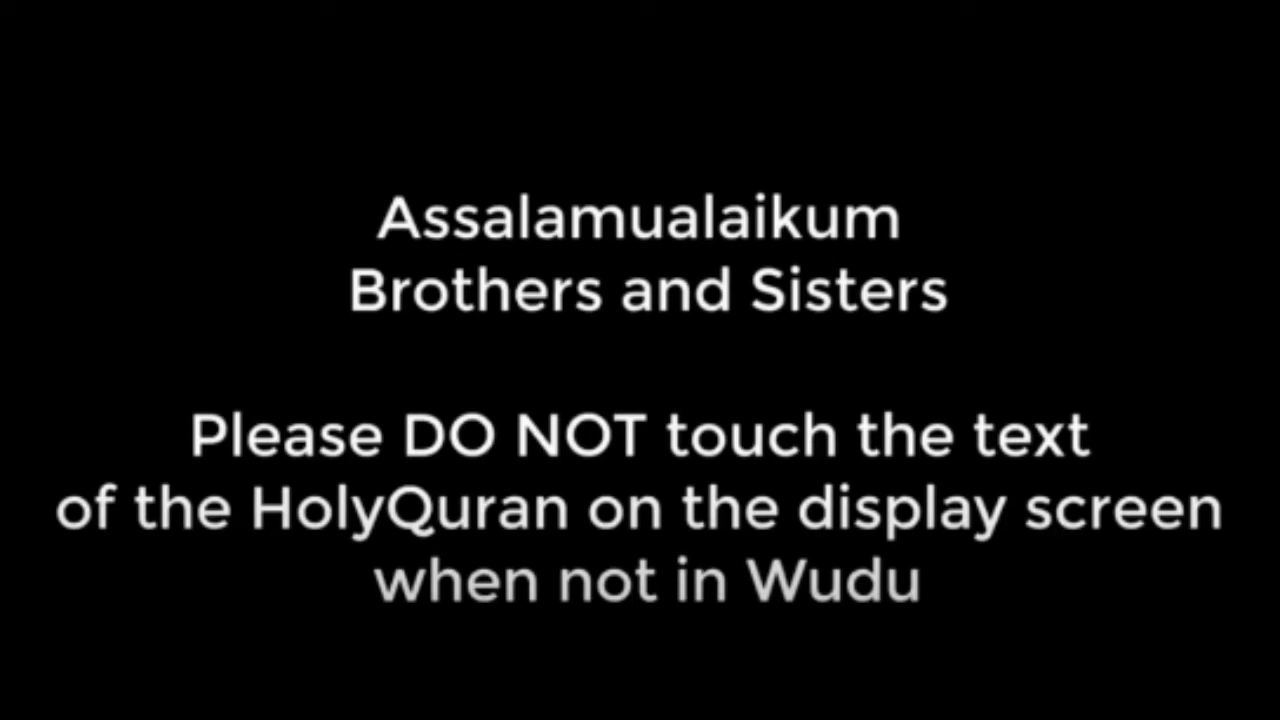 Assalamualaikum
Brothers and Sisters
Please DO NOT touch the text
of the HolyQuran on the display screen
when not in Wudu